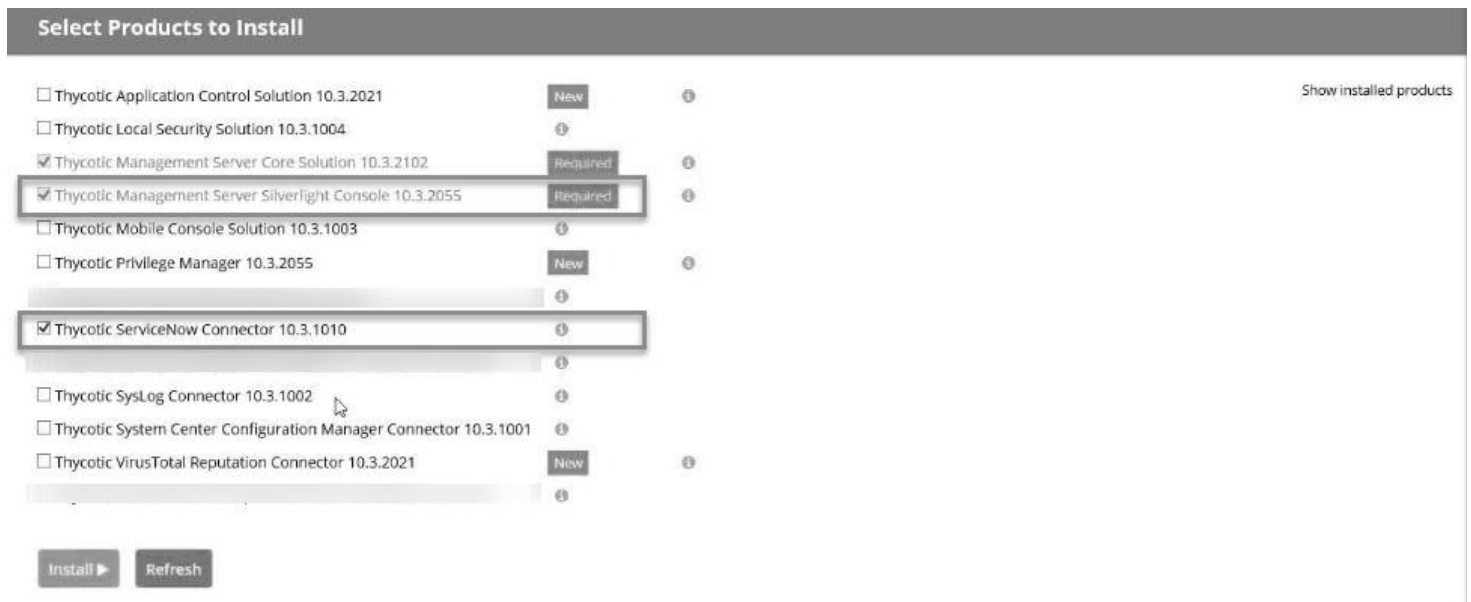 Select Products to Install
Thycotic Application Control Solution 10.3.2021 New Show installed products
Thycotic Local Security Solution 10.3.1004
Thycotic Management Server Core Solution 10.3.2102 Required
Thycotic Management Server Silverlight Console 10.3.2055 Required
Thycotic Mobile Console Solution 10.3.1003
Thycotic Privilege Manager 10.3.2055 New
Thycotic ServiceNow Connector 10.3.1010
Thycotic SysLog Connector 10.3.1002
Thycotic System Center Configuration Manager Connector 10.3.1001
Thycotic VirusTotal Reputation Connector 10.3.2021 New
Install Refresh